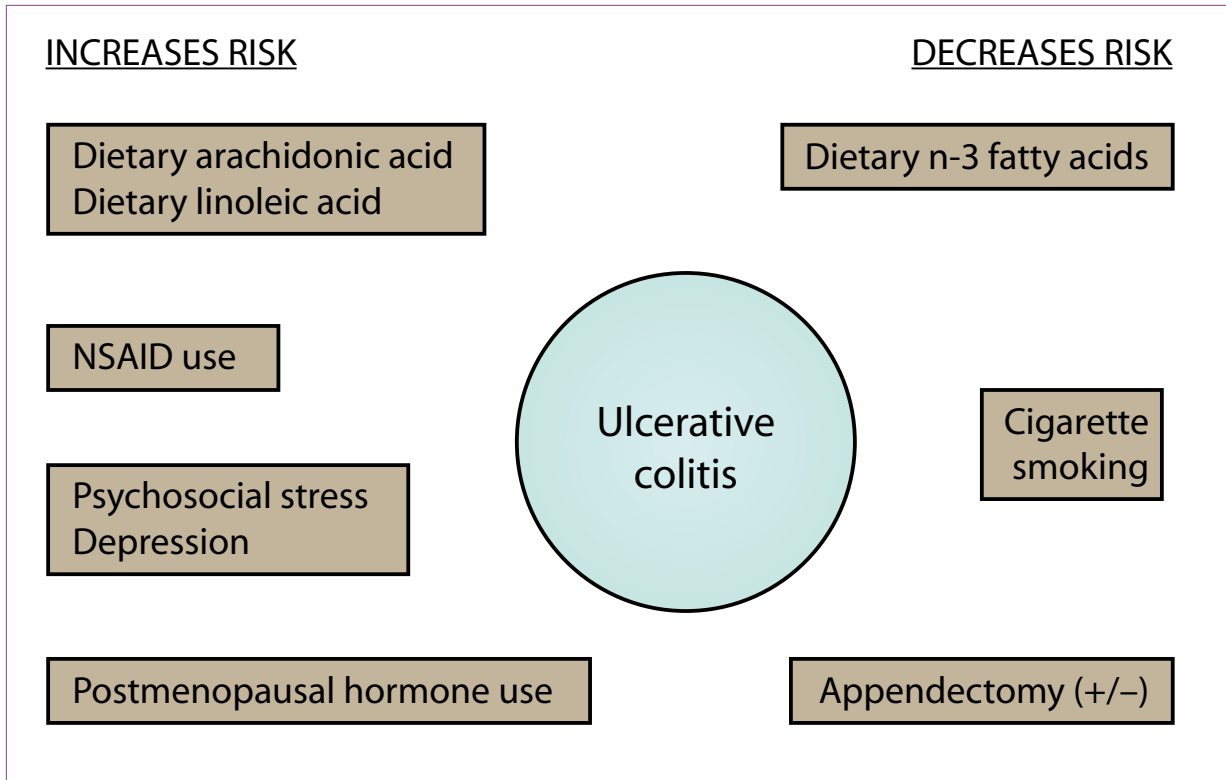 INCREASES RISK
DECREASES RISK
Dietary arachidonic acid
Dietary linoleic acid
Dietary n-3 fatty acids
NSAID use
Ulcerative
colitis
Cigarette
smoking
Psychosocial stress
Depression
Postmenopausal hormone use
Appendectomy (+/–)